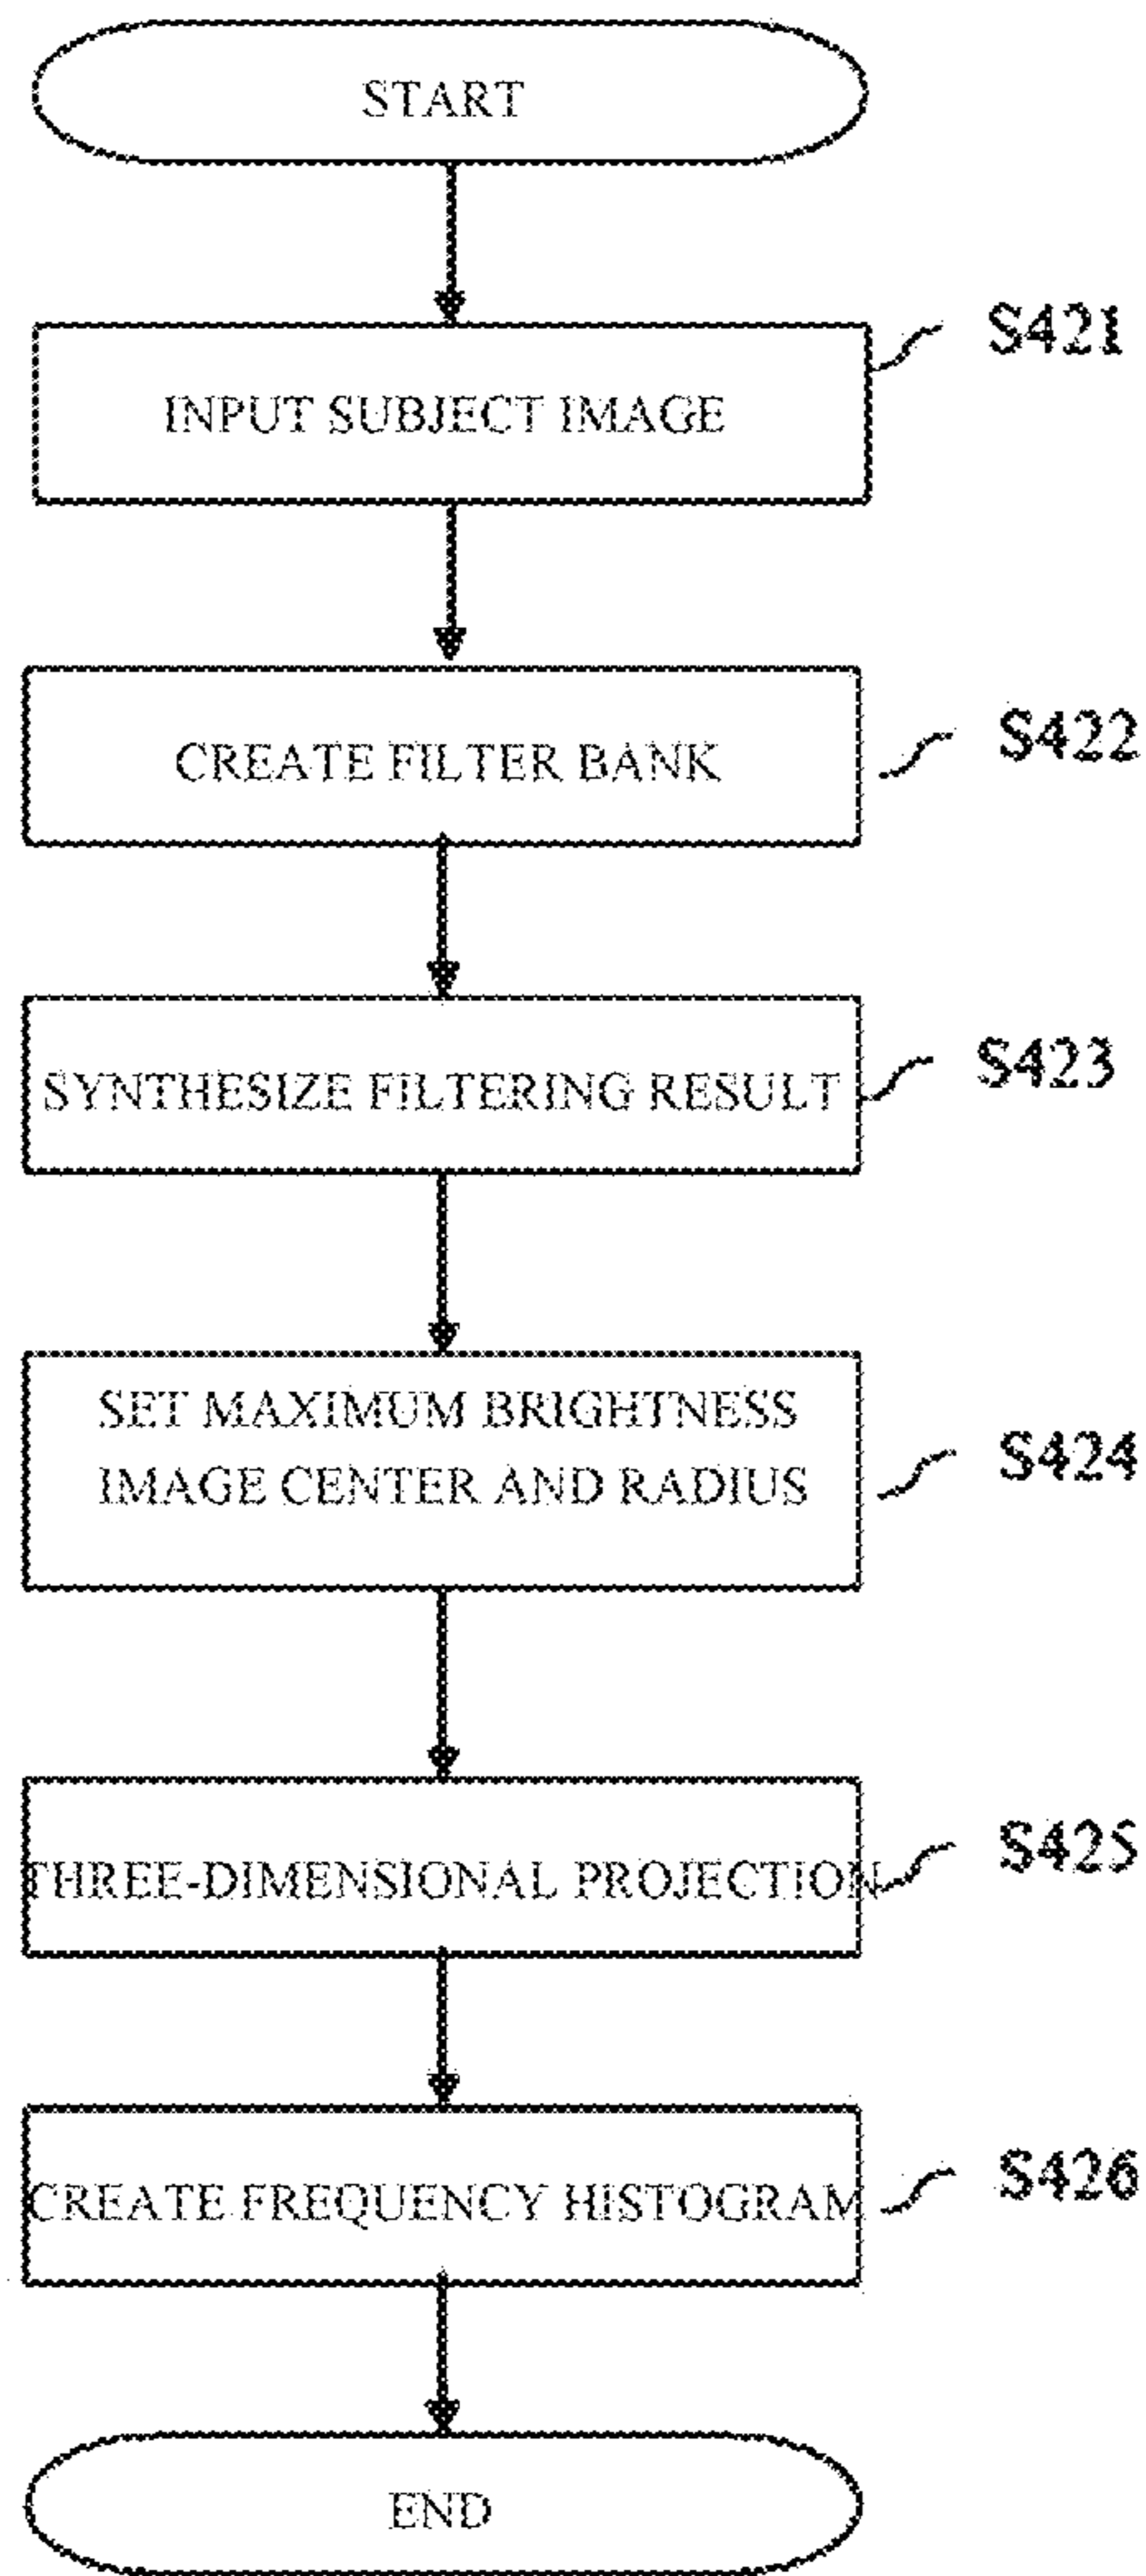 START
S421
INPUT SUBJECT IMAGE
S422
CREATE FILTER BANK
S423
SYNTHESIZE FILTERING RESULT
SET MAXIMUM BRIGHTNESS
IMAGE CENTER AND RADIUS
S424
S425
THREE-DIMENSIONAL PROJECTION
S426
CREATE FREQUENCY HISTOGRAM
END